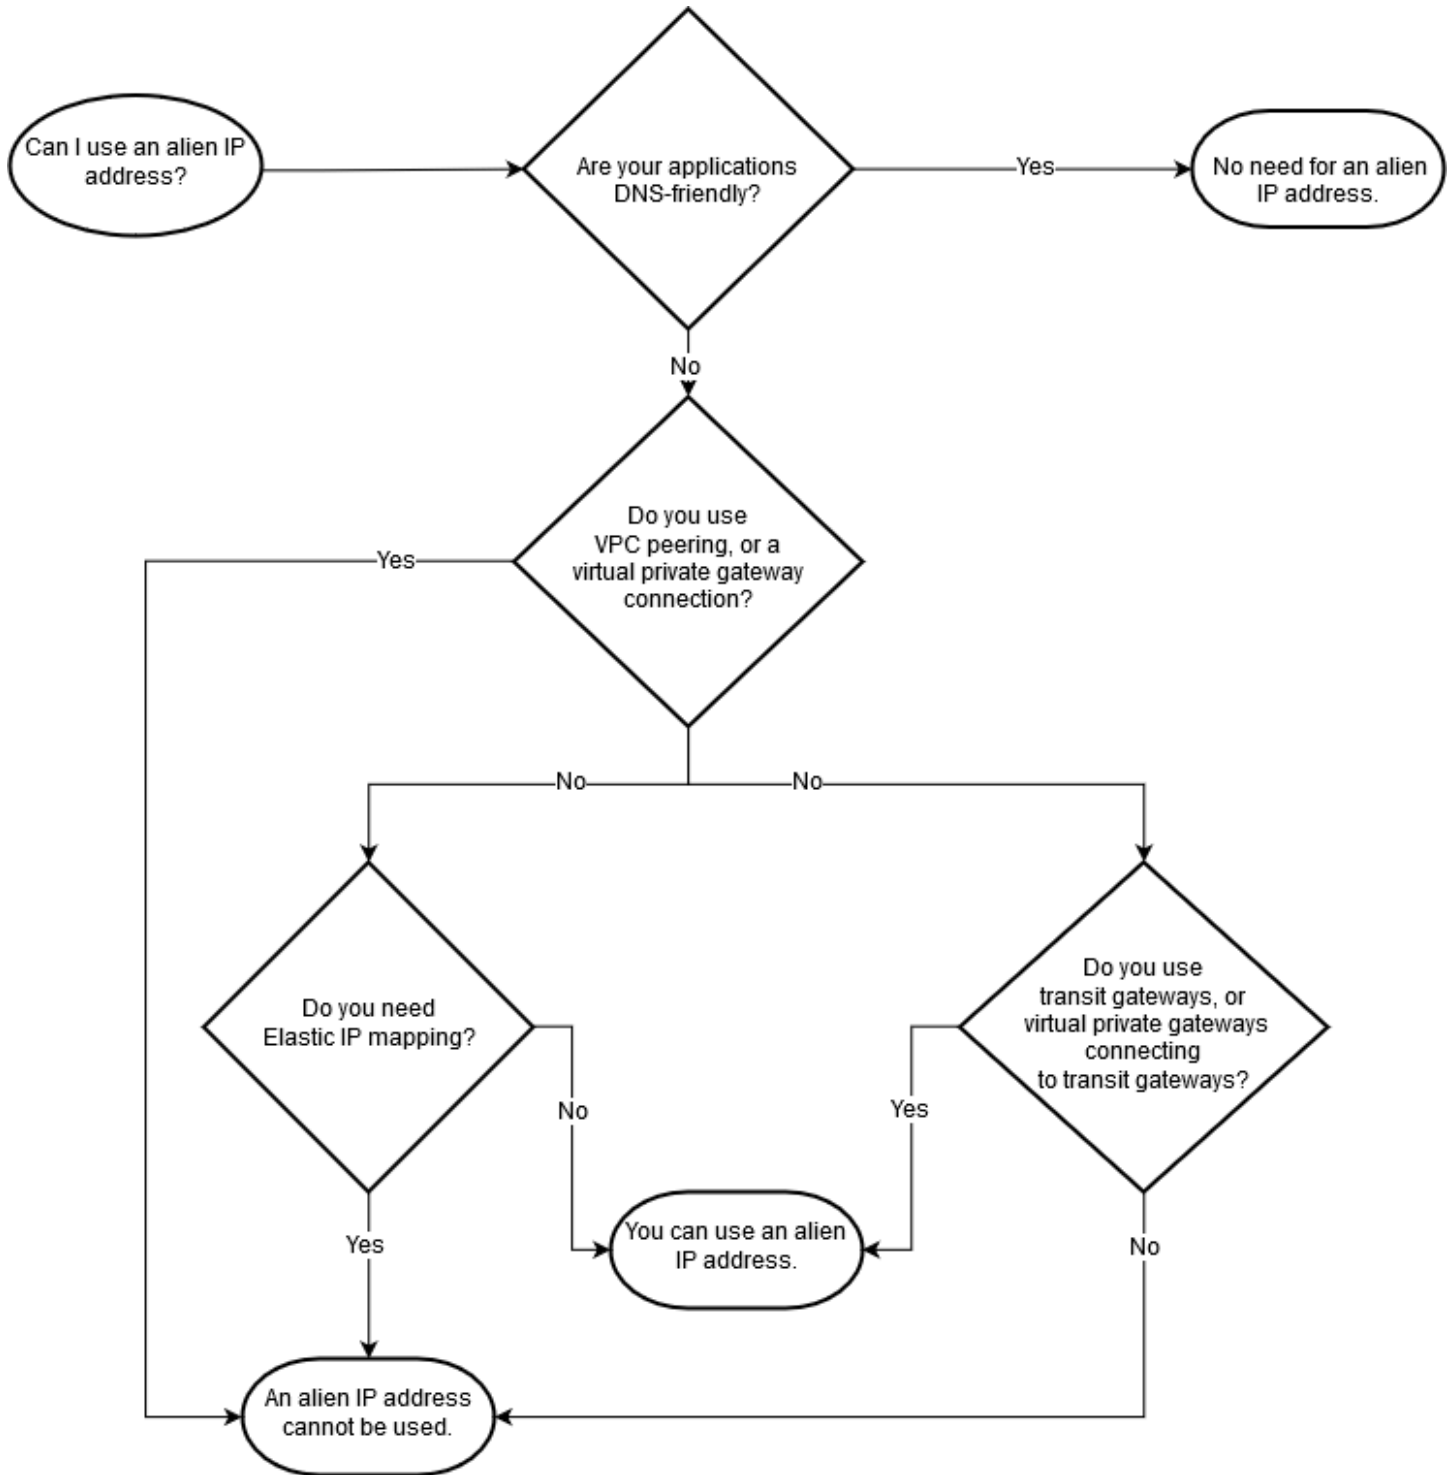 Can I use an alien IP
address?
Are your applications
DNS-friendly?
Yes
No need for an alien
IP address.
No
Do you use
VPC peering, or a
virtual private gateway
connection?
Yes
No
No
Do you need
Elastic IP mapping?
Do you use
transit gateways, or
virtual private gateways
connecting
to transit gateways?
No
Yes
Yes
You can use an alien
IP address.
No
An alien IP address
cannot be used.